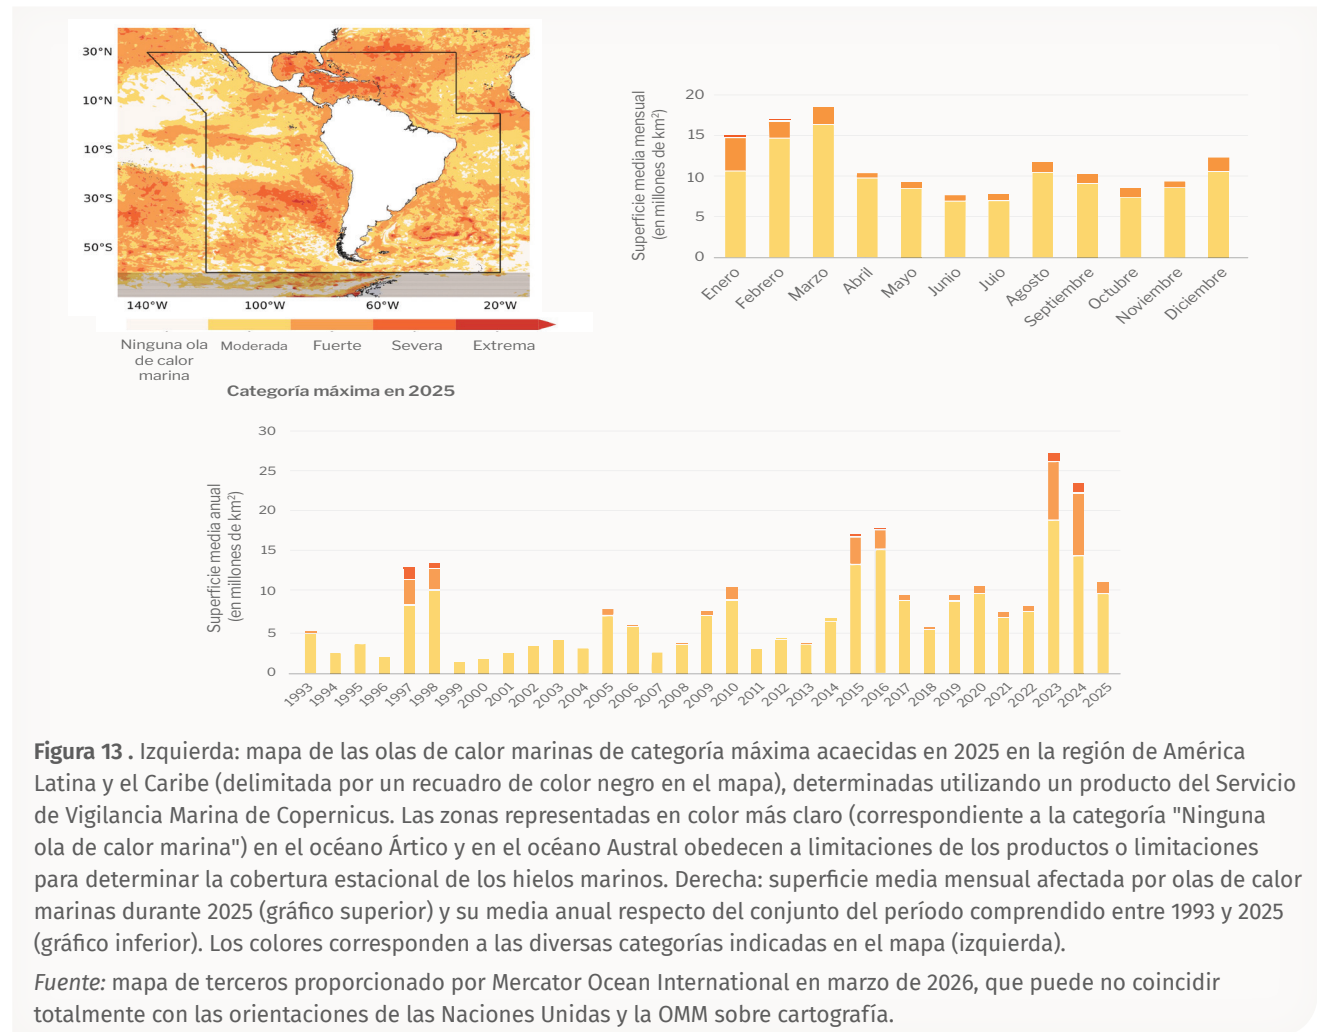 30°N
10°N
10°S
30°S
50°S
140°W 100°W 60°W 20°W
Ninguna ola de calor marina
Moderada
Fuerte
Severa
Extrema
Categoría máxima en 2025
Superficie media mensual
(en millones de km²)
20
15
10
5
0
Enero
Febrero
Marzo
Abril
Mayo
Junio
Juio
Agosto
Septiembre
Octubre
Noviembre
Diciembre
Superficie media anual
(en millones de km²)
30
25
20
15
10
5
0
1993
1994
1995
1996
1997
1998
1999
2000
2001
2002
2003
2004
2005
2006
2007
2008
2009
2010
2011
2012
2013
2014
2015
2016
2017
2018
2019
2020
2021
2022
2023
2024
2025
Figura 13 . Izquierda: mapa de las olas de calor marinas de categoría máxima acaecidas en 2025 en la región de América
Latina y el Caribe (delimitada por un recuadro de color negro en el mapa), determinadas utilizando un producto del Servicio
de Vigilancia Marina de Copernicus. Las zonas representadas en color más claro (correspondiente a la categoría "Ninguna
ola de calor marina") en el océano Ártico y en el océano Austral obedecen a limitaciones de los productos o limitaciones
para determinar la cobertura estacional de los hielos marinos. Derecha: superficie media mensual afectada por olas de calor
marinas durante 2025 (gráfico superior) y su media anual respecto del conjunto del período comprendido entre 1993 y 2025
(gráfico inferior). Los colores corresponden a las diversas categorías indicadas en el mapa (izquierda).
Fuente: mapa de terceros proporcionado por Mercator Ocean International en marzo de 2026, que puede no coincidir
totalmente con las orientaciones de las Naciones Unidas y la OMM sobre cartografía.